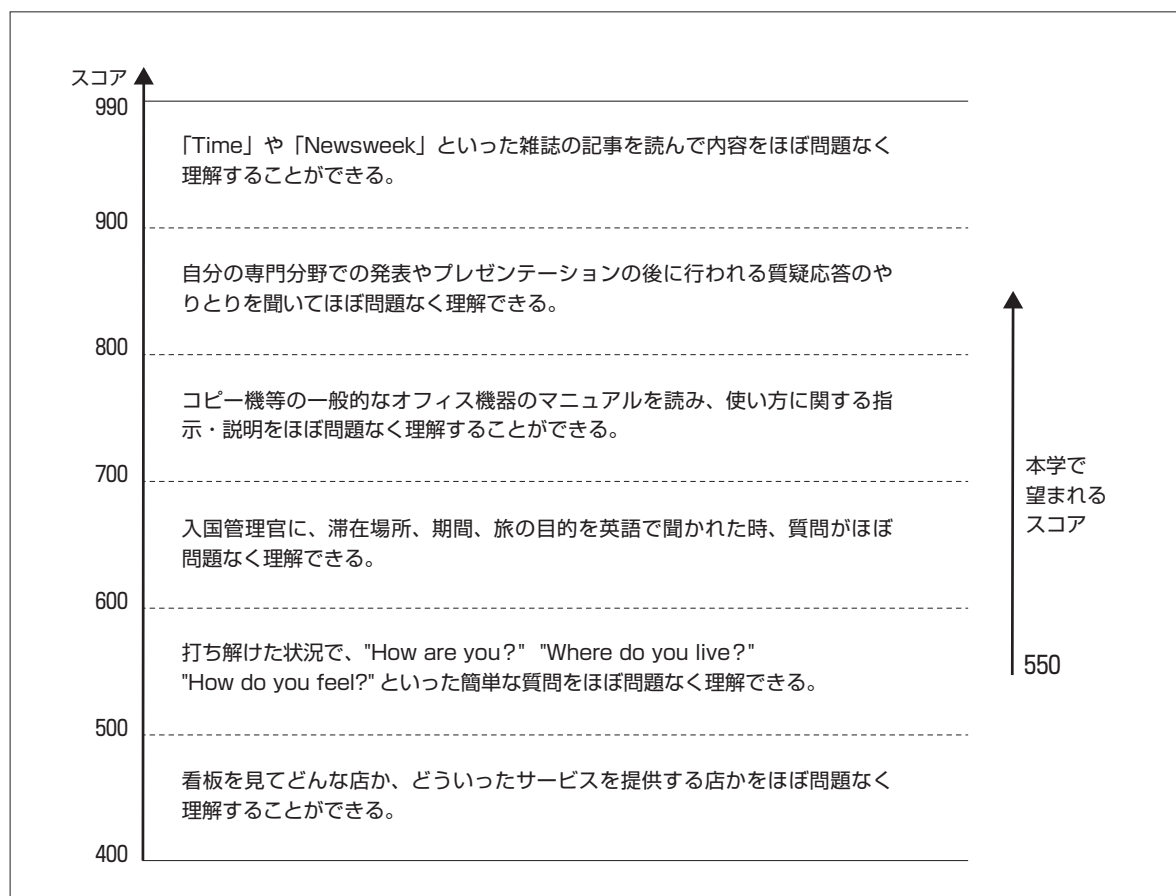 スコア
990
「Time」や「Newsweek」といった雑誌の記事を読んで内容をほぼ問題なく
理解することができる。
900
自分の専門分野での発表やプレゼンテーションの後に行われる質疑応答のや
りとりを聞いてほぼ問題なく理解できる。
800
コピー機等の一般的なオフィス機器のマニュアルを読み、使い方に関する指
示・説明をほぼ問題なく理解することができる。
700
入国管理官に、滞在場所、期間、旅の目的を英語で聞かれた時、質問がほぼ
問題なく理解できる。
600
打ち解けた状況で、"How are you?" "Where do you live?"
"How do you feel?" といった簡単な質問をほぼ問題なく理解できる。
500
看板を見てどんな店か、どういったサービスを提供する店かをほぼ問題なく
理解することができる。
400
本学で
望まれる
スコア
550